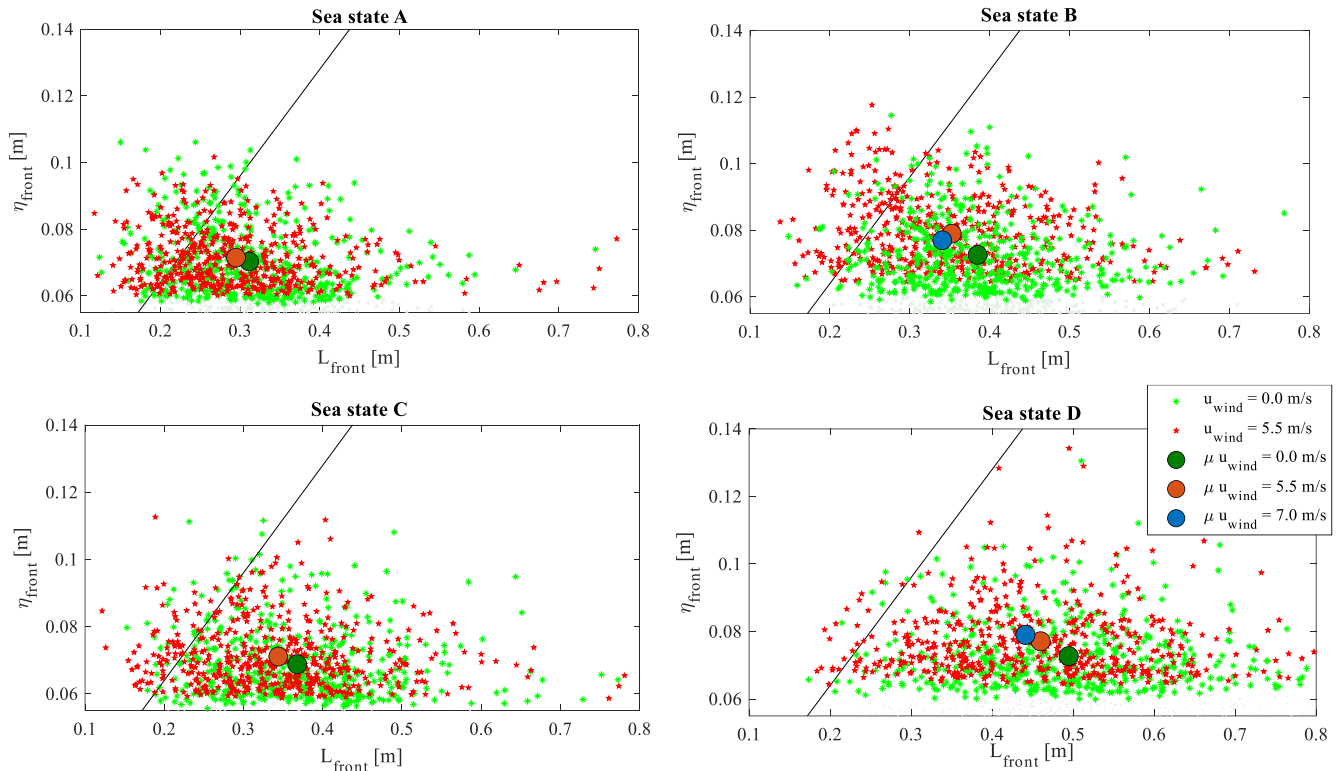 Sea state A
0.14
0.12
0.1
0.08
0.06
η_front [m]
0.1 0.2 0.3 0.4 0.5 0.6 0.7 0.8
L_front [m]
Sea state B
0.14
0.12
0.1
0.08
0.06
η_front [m]
0.1 0.2 0.3 0.4 0.5 0.6 0.7 0.8
L_front [m]
Sea state C
0.14
0.12
0.1
0.08
0.06
η_front [m]
0.1 0.2 0.3 0.4 0.5 0.6 0.7 0.8
L_front [m]
Sea state D
0.14
0.12
0.1
0.08
0.06
η_front [m]
0.1 0.2 0.3 0.4 0.5 0.6 0.7 0.8
L_front [m]
u_wind = 0.0 m/s
u_wind = 5.5 m/s
μ u_wind = 0.0 m/s
μ u_wind = 5.5 m/s
μ u_wind = 7.0 m/s